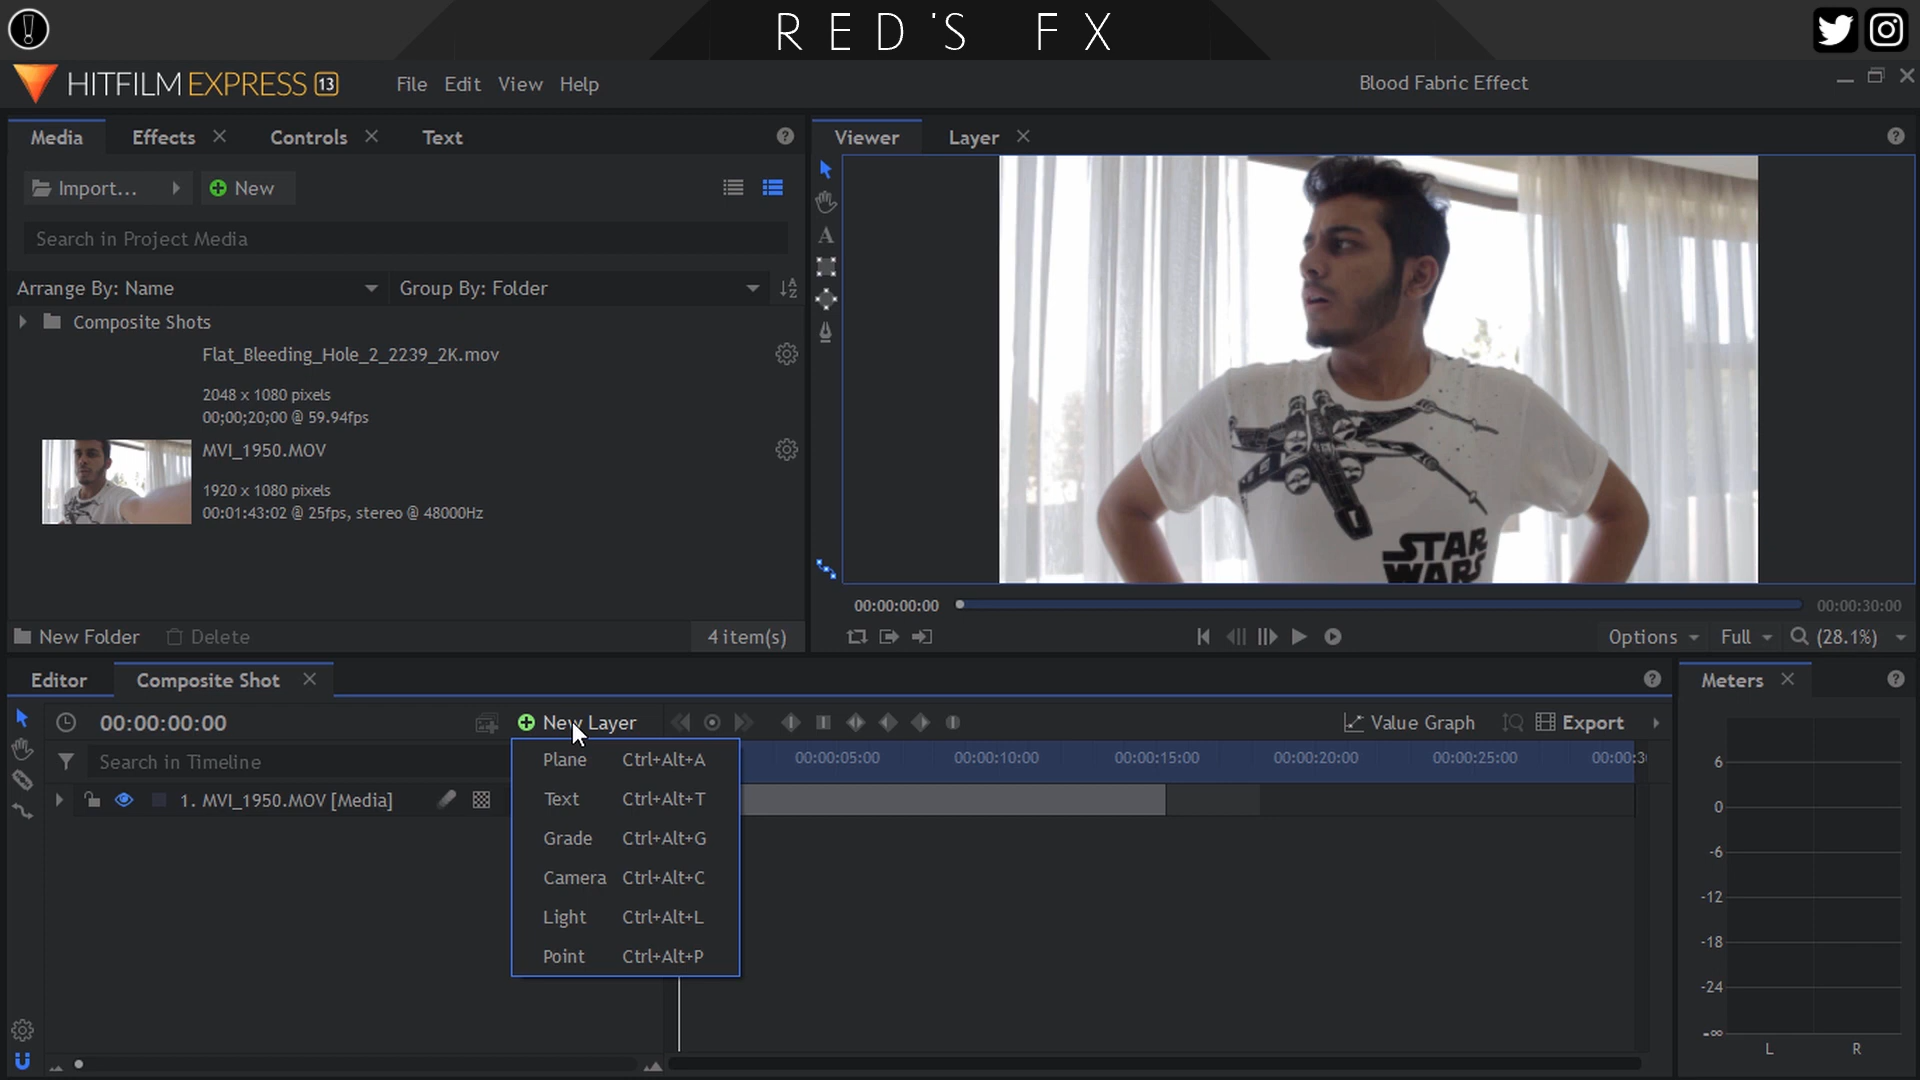 RED'S FX
HITFILM EXPRESS 13
File Edit View Help
Blood Fabric Effect
Media Effects Controls Text
Viewer Layer
Import... New
Search in Project Media
Arrange By: Name Group By: Folder
Composite Shots
Flat_Bleeding_Hole_2_2239_2K.mov
2048 x 1080 pixels
00;00;20;00 @ 59.94fps
MVI_1950.MOV
1920 x 1080 pixels
00:01:43:02 @ 25fps, stereo @ 48000Hz
STAR
WARS
00:00:00:00 00:00:30:00
New Folder Delete 4 item(s)
Options Full (28.1%)
Editor Composite Shot
Meters
00:00:00:00 New Layer Value Graph Export
Search in Timeline
00:00:05:00 00:00:10:00 00:00:15:00 00:00:20:00 00:00:25:00 00:00:3
1. MVI_1950.MOV [Media]
Plane Ctrl+Alt+A
Text Ctrl+Alt+T
Grade Ctrl+Alt+G
Camera Ctrl+Alt+C
Light Ctrl+Alt+L
Point Ctrl+Alt+P
6
0
-6
-12
-18
-24
-∞
L R